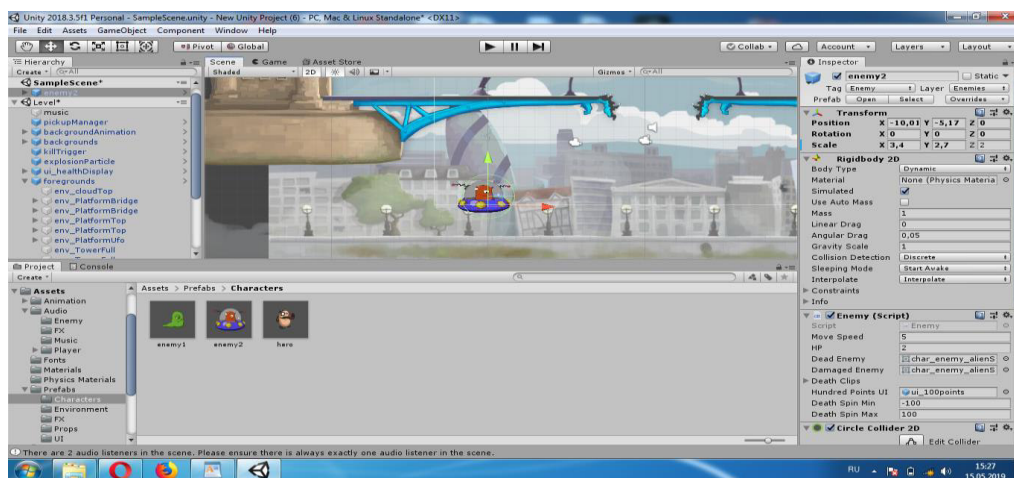 Unity 2018.3.5f1 Personal - SampleScene.unity - New Unity Project (6) - PC, Mac & Linux Standalone* <DX11>
File Edit Assets GameObject Component Window Help
Pivot Global Collab Account Layers Layout
Hierarchy
Create All
SampleScene*
enemy2
Level*
music
pickupManager
backgroundAnimation
backgrounds
killTrigger
explosionParticle
ui_healthDisplay
foregrounds
env_cloudTop
env_PlatformBridge
env_PlatformBridge
env_PlatformTop
env_PlatformTop
env_PlatformUfo
env_TowerFull
Scene Game Asset Store
Shaded 2D Gizmos All
Inspector
enemy2 Static
Tag Enemy Layer Enemies
Prefab Open Select Overrides
Transform
Position X -10,01 Y -5,17 Z 0
Rotation X 0 Y 0 Z 0
Scale X 3,4 Y 2,7 Z 2
Rigidbody 2D
Body Type Dynamic
Material None (Physics Materia
Simulated
Use Auto Mass
Mass 1
Linear Drag 0
Angular Drag 0,05
Gravity Scale 1
Collision Detection Discrete
Sleeping Mode Start Awake
Interpolate Interpolate
Constraints
Info
Enemy (Script)
Script Enemy
Move Speed 5
HP 2
Dead Enemy char_enemy_alienS
Damaged Enemy char_enemy_alienS
Death Clips
Hundred Points UI ui_100points
Death Spin Min -100
Death Spin Max 100
Circle Collider 2D
Edit Collider
Project Console
Create
Assets
Animation
Audio
Enemy
FX
Music
Player
Fonts
Materials
Physics Materials
Prefabs
Characters
Environment
FX
Props
UI
Assets > Prefabs > Characters
enemy1 enemy2 hero
There are 2 audio listeners in the scene. Please ensure there is always exactly one audio listener in the scene.
RU 15:27
15.05.2019